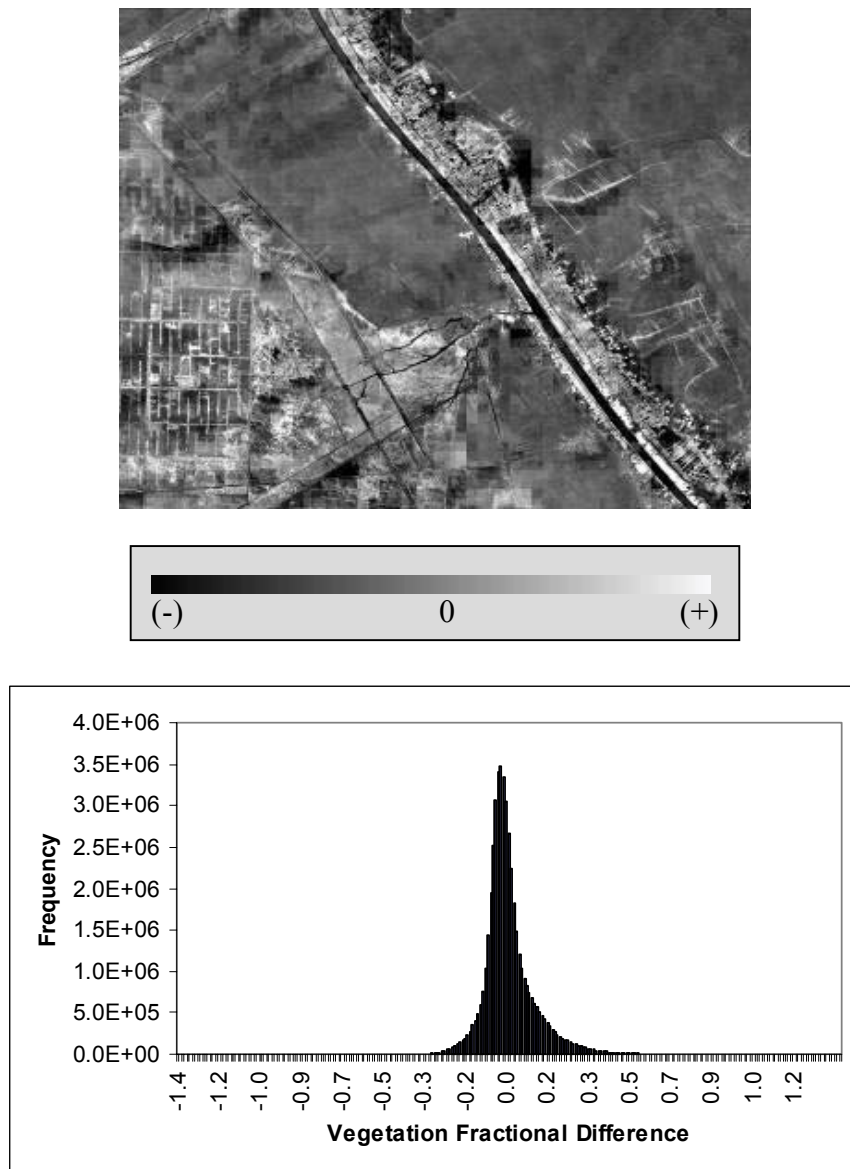 (-) 0 (+)
4.0E+06
3.5E+06
3.0E+06
2.5E+06
2.0E+06
1.5E+06
1.0E+06
5.0E+05
0.0E+00
Frequency
-1.4 -1.2 -1.0 -0.9 -0.7 -0.5 -0.3 -0.2 0.0 0.2 0.3 0.5 0.7 0.9 1.0 1.2
Vegetation Fractional Difference